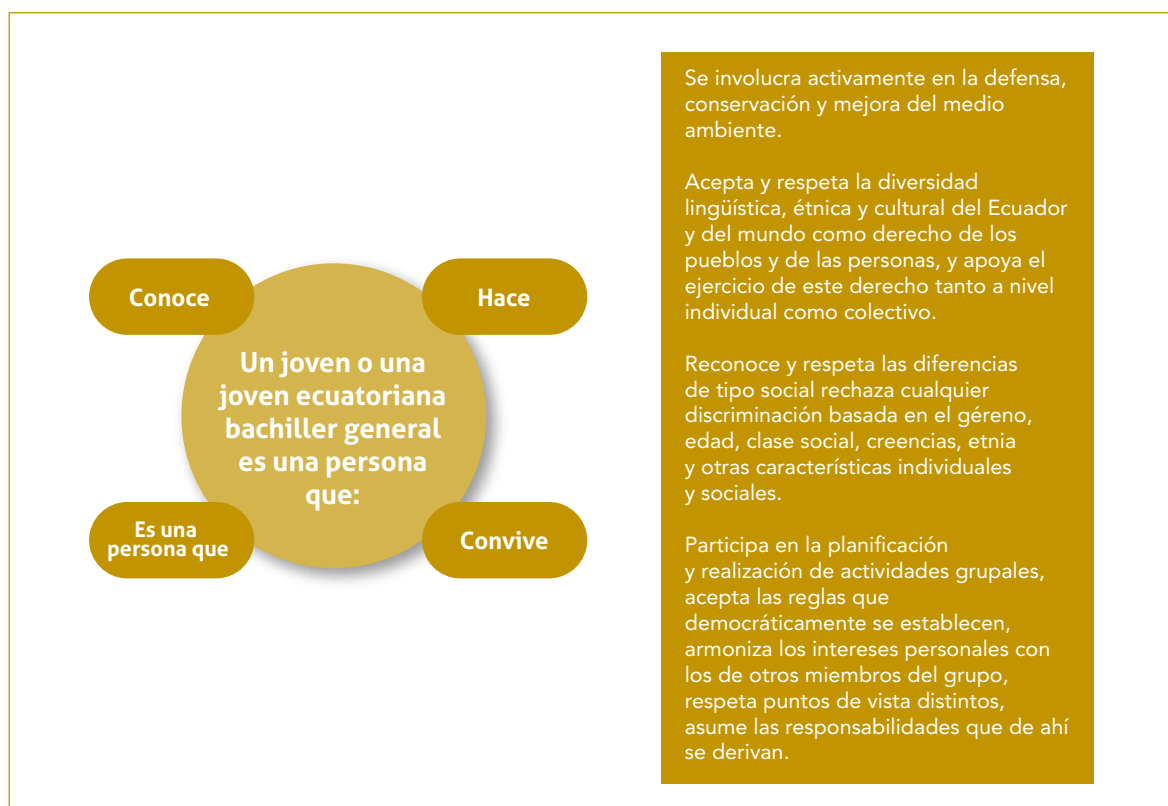 Conoce
Hace
Un joven o una
joven ecuatoriana
bachiller general
es una persona
que:
Es una
persona que
Convive
Se involucra activamente en la defensa,
conservación y mejora del medio
ambiente.
Acepta y respeta la diversidad
lingüística, étnica y cultural del Ecuador
y del mundo como derecho de los
pueblos y de las personas, y apoya el
ejercicio de este derecho tanto a nivel
individual como colectivo.
Reconoce y respeta las diferencias
de tipo social rechaza cualquier
discriminación basada en el géreno,
edad, clase social, creencias, etnia
y otras características individuales
y sociales.
Participa en la planificación
y realización de actividades grupales,
acepta las reglas que
democráticamente se establecen,
armoniza los intereses personales con
los de otros miembros del grupo,
respeta puntos de vista distintos,
asume las responsabilidades que de ahí
se derivan.